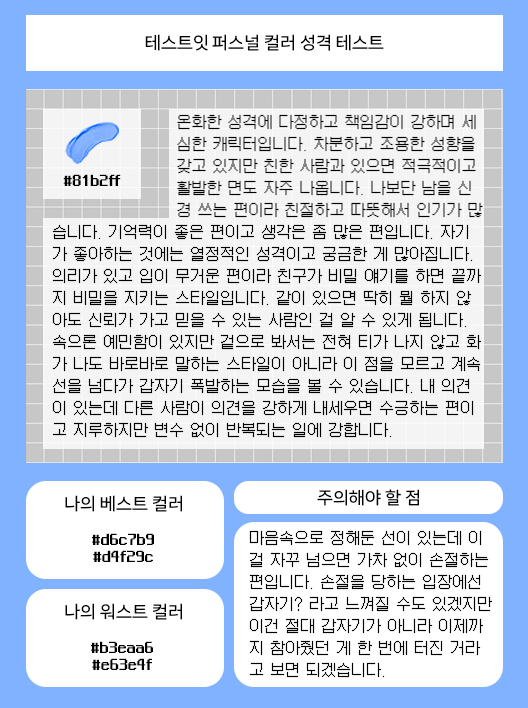 테스트잇 퍼스널 컬러 성격 테스트
#81b2ff
온화한 성격에 다정하고 책임감이 강하며 세
심한 캐릭터입니다. 차분하고 조용한 성향을
갖고 있지만 친한 사람과 있으면 적극적이고
활발한 면도 자주 나옵니다. 나보단 남을 신
경 쓰는 편이라 친절하고 따뜻해서 인기가 많
습니다. 기억력이 좋은 편이고 생각은 좀 많은 편입니다. 자기
가 좋아하는 것에는 열정적인 성격이고 궁금한 게 많아집니다.
의리가 있고 입이 무거운 편이라 친구가 비밀 얘기를 하면 끝까
지 비밀을 지키는 스타일입니다. 같이 있으면 딱히 뭘 하지 않
아도 신뢰가 가고 믿을 수 있는 사람인 걸 알 수 있게 됩니다.
속으론 예민함이 있지만 겉으로 봐서는 전혀 티가 나지 않고 화
가 나도 바로바로 말하는 스타일이 아니라 이 점을 모르고 계속
선을 넘다가 갑자기 폭발하는 모습을 볼 수 있습니다. 내 의견
이 있는데 다른 사람이 의견을 강하게 내세우면 수긍하는 편이
고 지루하지만 변수 없이 반복되는 일에 강합니다.
나의 베스트 컬러
#d6c7b9
#d4f29c
나의 워스트 컬러
#b3eaa6
#e63e4f
주의해야 할 점
마음속으로 정해둔 선이 있는데 이
걸 자꾸 넘으면 가차 없이 손절하는
편입니다. 손절을 당하는 입장에선
갑자기? 라고 느껴질 수도 있겠지만
이건 절대 갑자기가 아니라 이제까
지 참아줬던 게 한 번에 터진 거라
고 보면 되겠습니다.